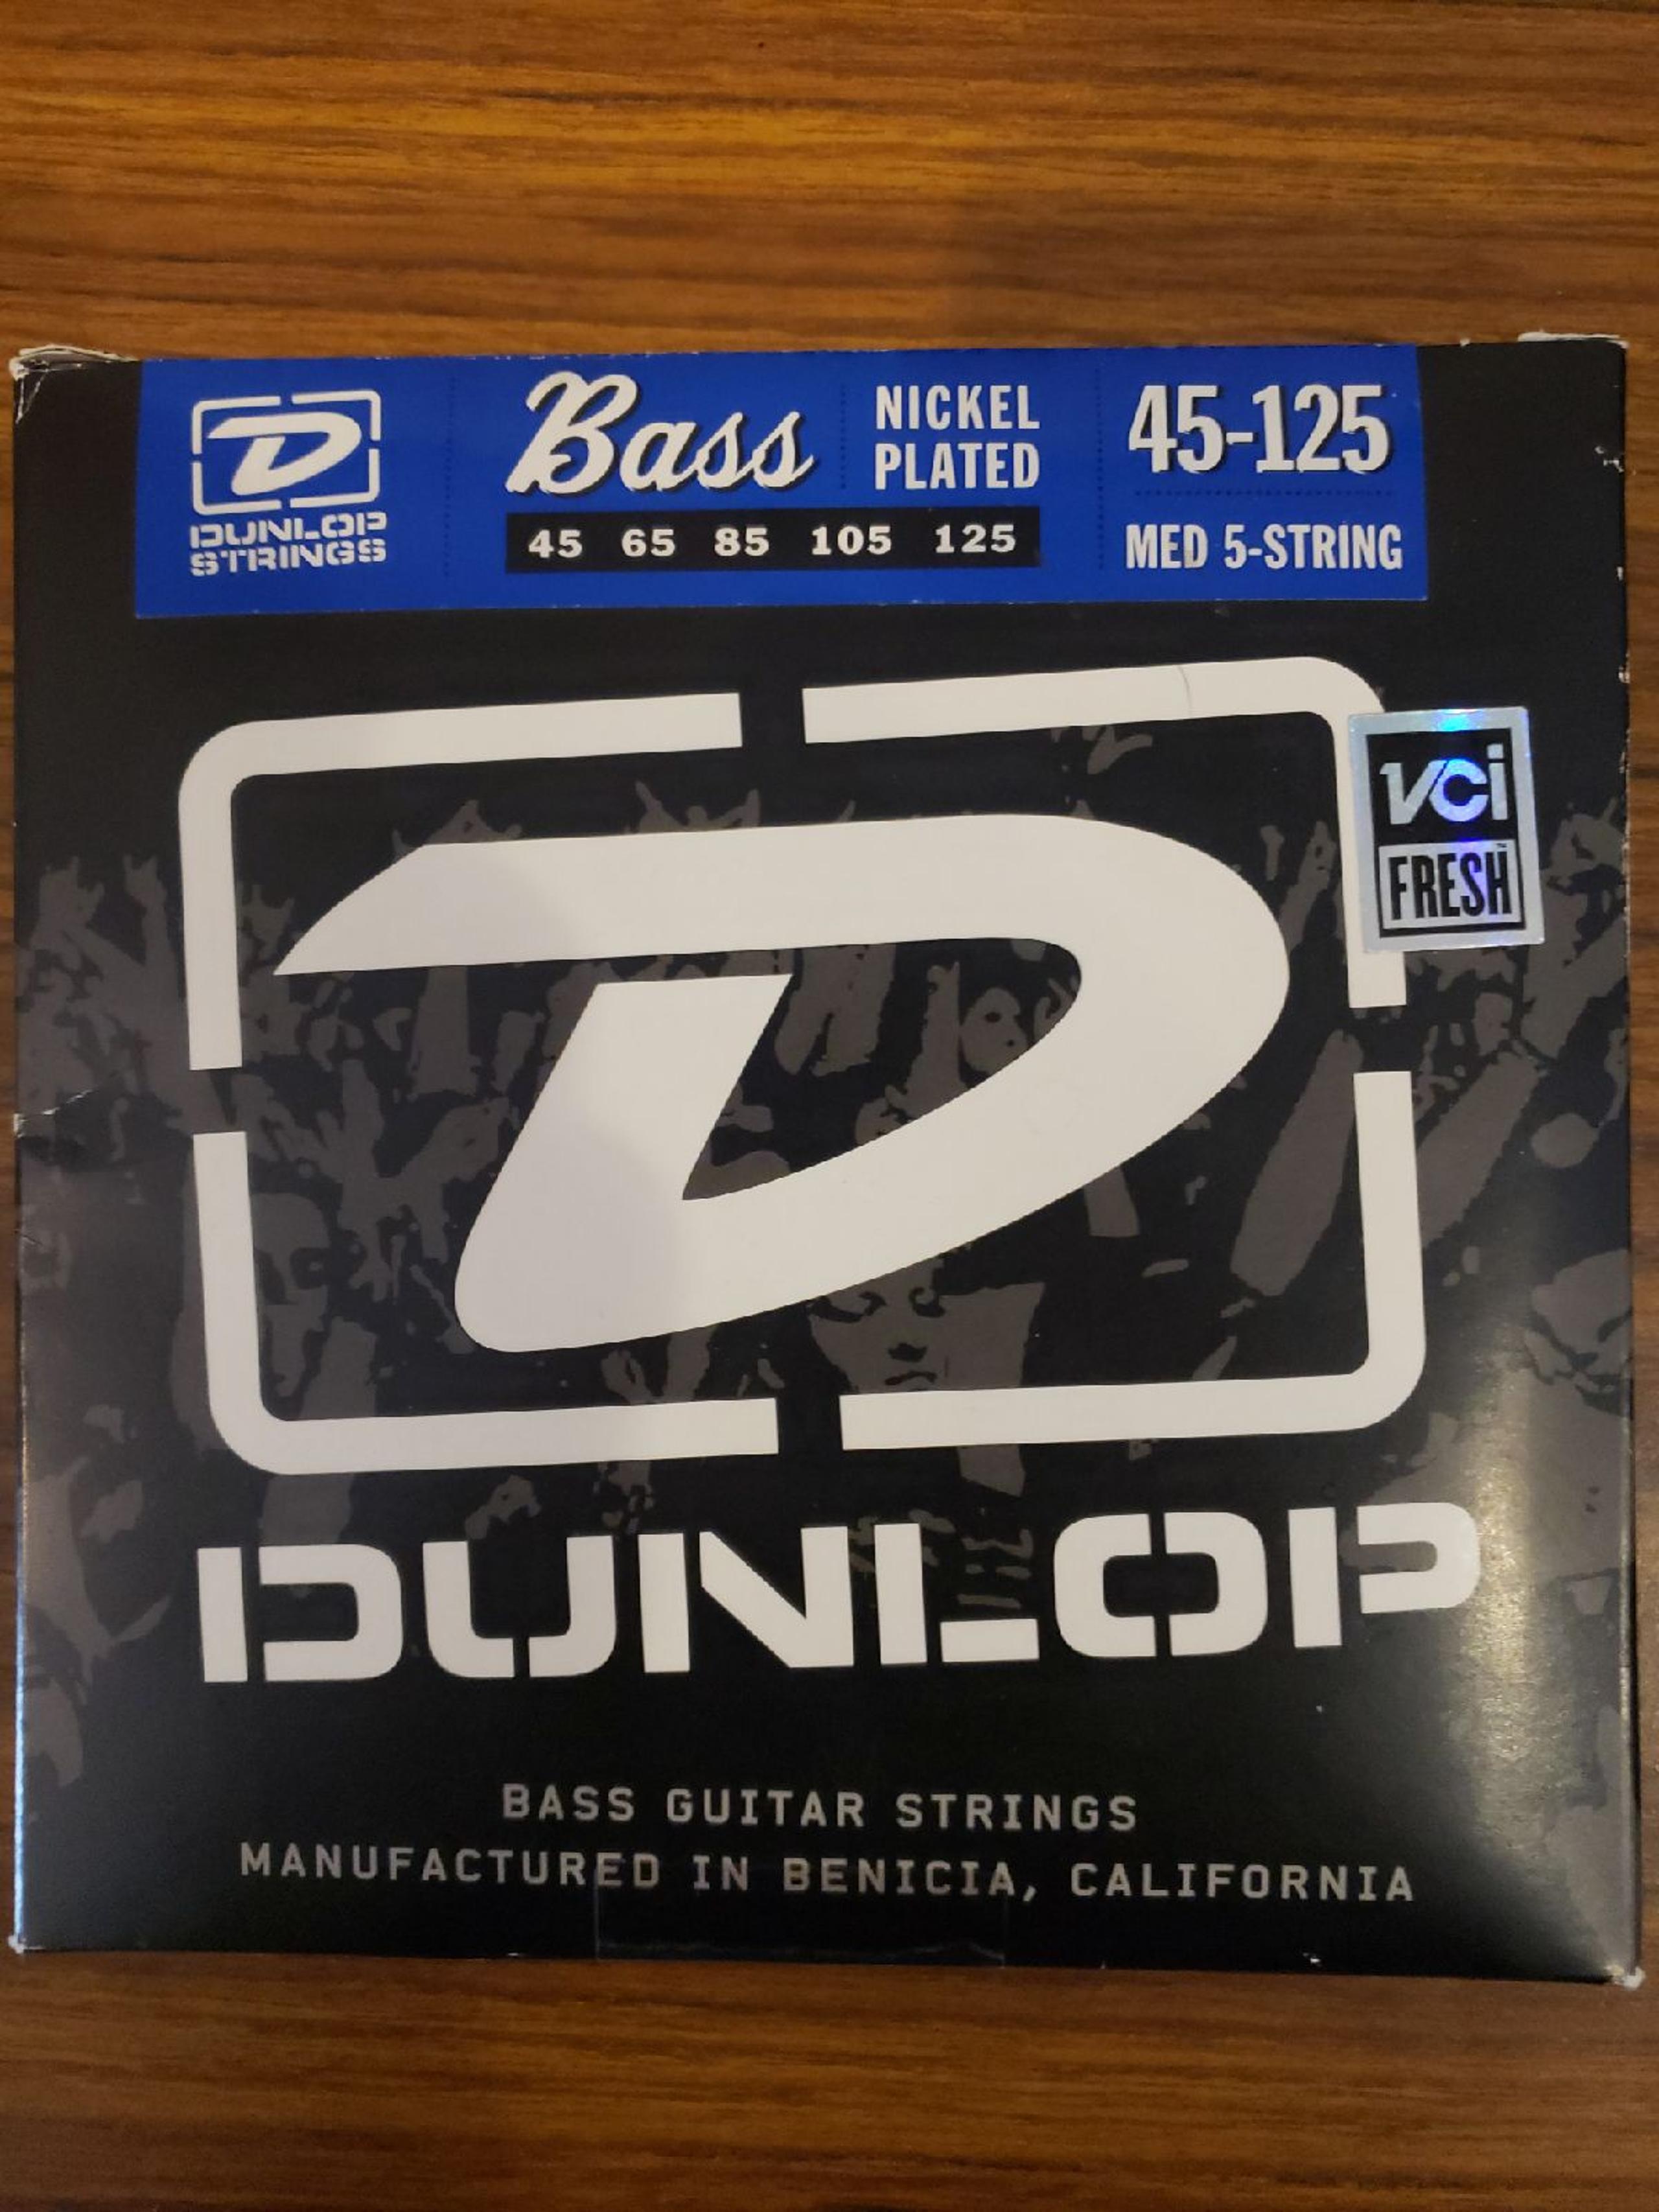 Bass
NICKEL
PLATED
45-125
DUNLOP
STRINGS
45 65 85 105 125
MED 5-STRING
VCi
FRESH™
DUNLOP
BASS GUITAR STRINGS
MANUFACTURED IN BENICIA, CALIFORNIA